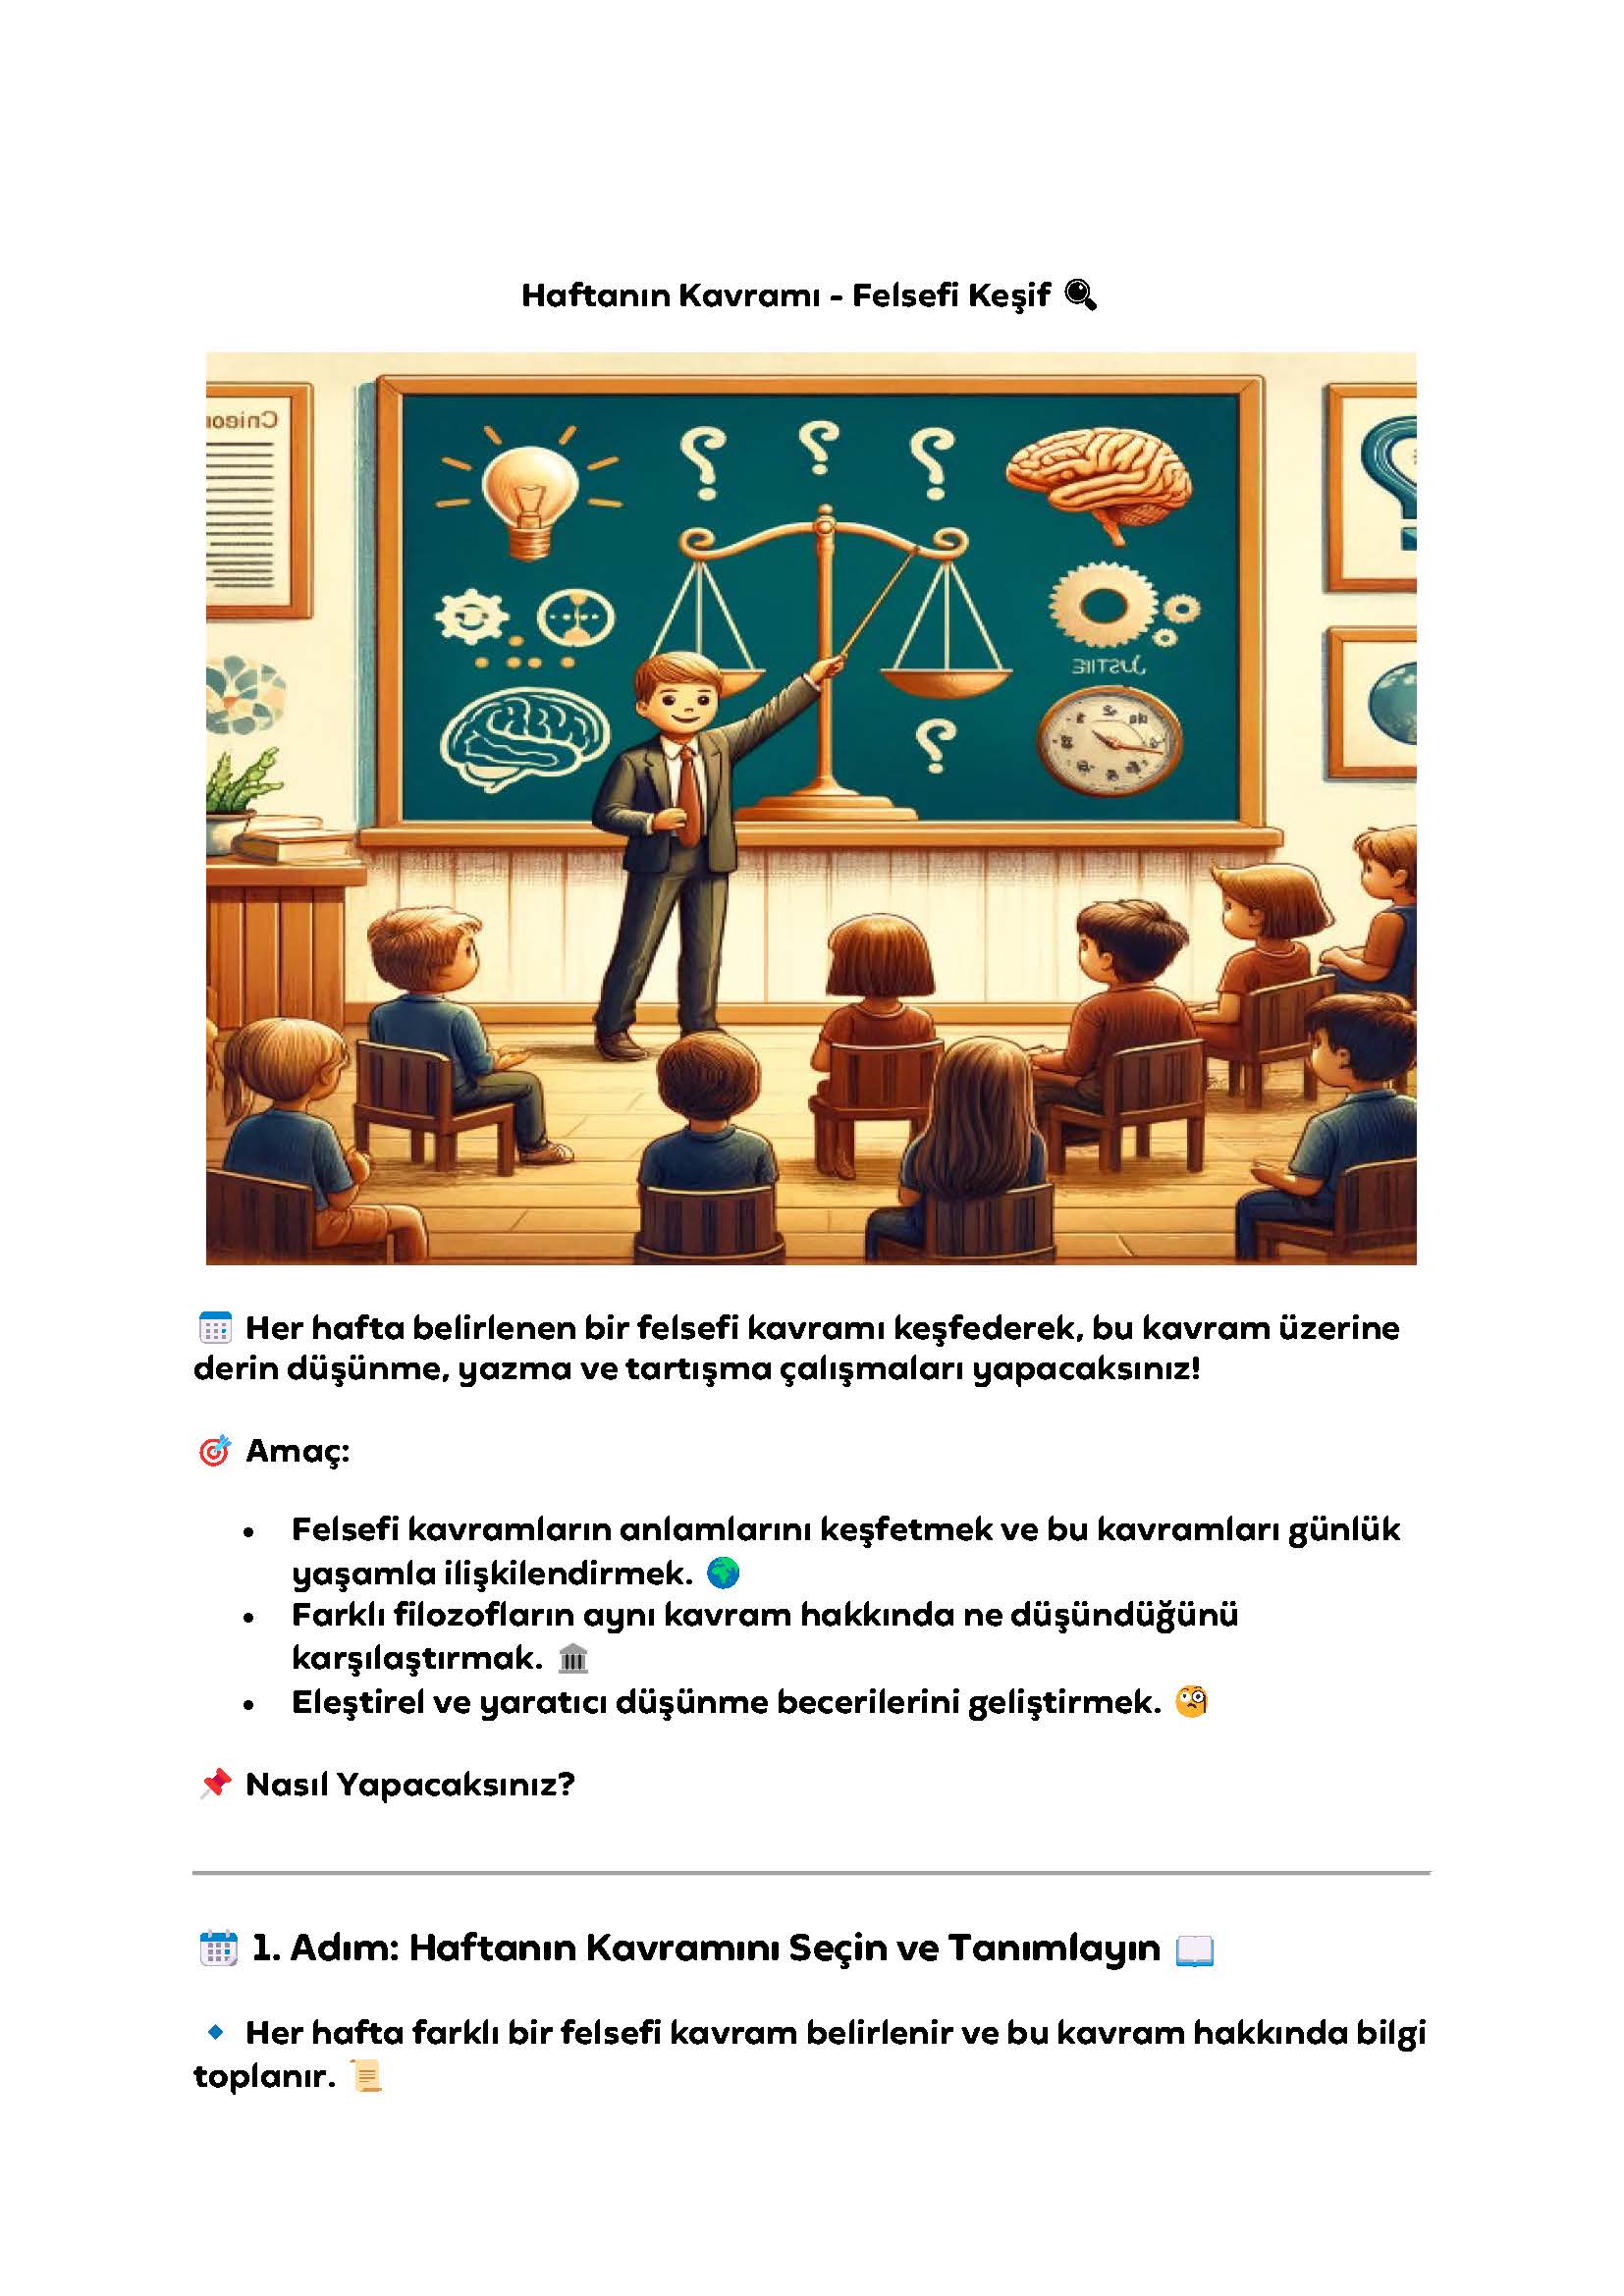 Haftanın Kavramı - Felsefi Keşif 🔍
📅 Her hafta belirlenen bir felsefi kavramı keşfederek, bu kavram üzerine
derin düşünme, yazma ve tartışma çalışmaları yapacaksınız!
🎯 Amaç:
• Felsefi kavramların anlamlarını keşfetmek ve bu kavramları günlük
yaşamla ilişkilendirmek. 🌍
• Farklı filozofların aynı kavram hakkında ne düşündüğünü
karşılaştırmak. 🏛
• Eleştirel ve yaratıcı düşünme becerilerini geliştirmek. 🧐
📌 Nasıl Yapacaksınız?
📅 1. Adım: Haftanın Kavramını Seçin ve Tanımlayın 📖
🔹 Her hafta farklı bir felsefi kavram belirlenir ve bu kavram hakkında bilgi
toplanır. 📜